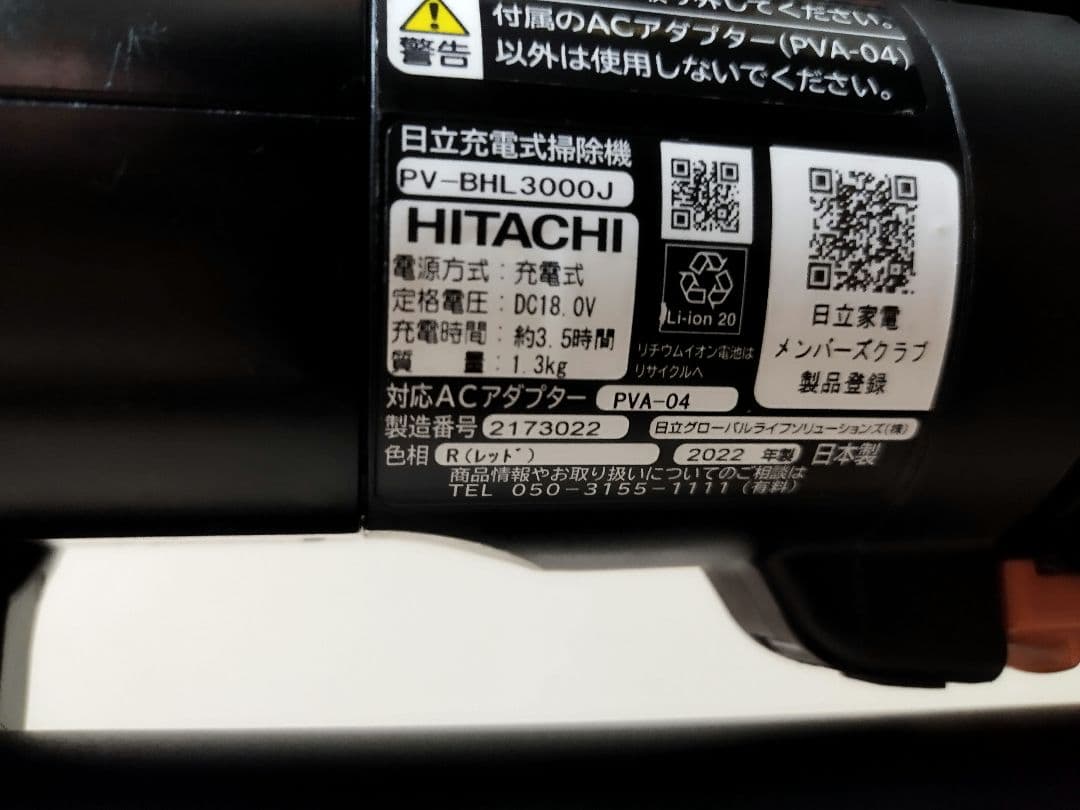 してください。
付属のACアダプター(PVA-04)
以外は使用しないでください。
警告
日立充電式掃除機
PV-BHL3000J
HITACHI
電源方式：充電式
定格電圧：DC18.0V
充電時間：約3.5時間
質　　量：1.3kg
Li-ion 20
リチウムイオン電池は
リサイクルへ
日立家電
メンバーズクラブ
製品登録
対応ACアダプター PVA-04
製造番号 2173022 日立グローバルライフソリューションズ(株)
色相 R(レッド) 2022 年製 日本製
商品情報やお取り扱いについてのご相談は
TEL 050-3155-1111(有料)